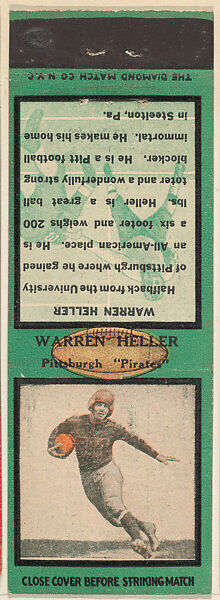 THE DIAMOND MATCH CO. N.Y.C.
WARREN HELLER
Halfback from the University
of Pittsburgh where he gained
an All-American place. He is
a six footer and weighs 200
lbs. Heller is a great ball
toter and a wonderfully strong
blocker. He is a Pitt football
immortal. He makes his home
in Steelton, Pa.
WARREN HELLER
Pittsburgh "Pirates"
CLOSE COVER BEFORE STRIKING MATCH